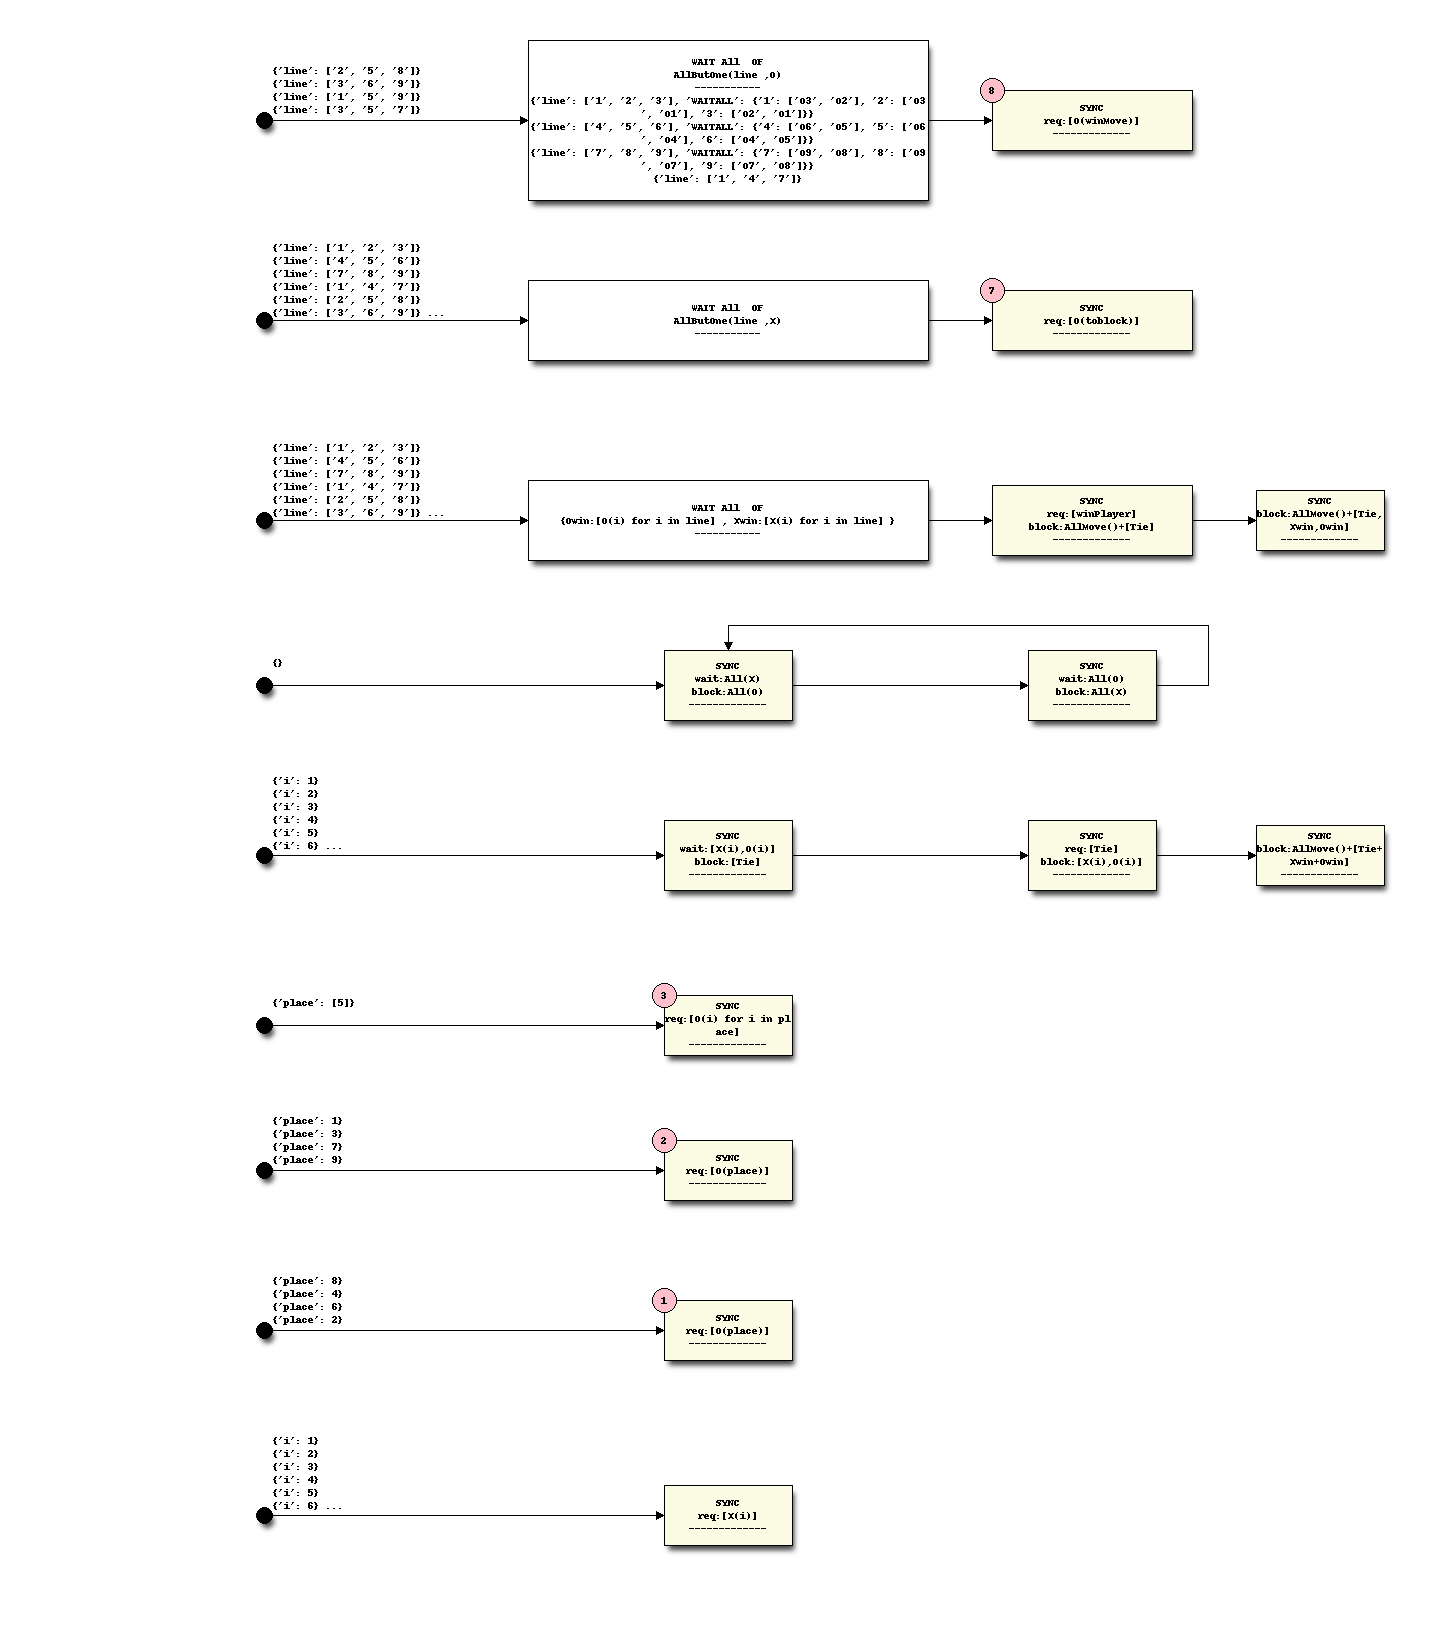 {'line': ['2', '5', '8']}
{'line': ['3', '6', '9']}
{'line': ['1', '5', '9']}
{'line': ['3', '5', '7']}
WAIT All  OF
AllButOne(line ,O)
-----------
{'line': ['1', '2', '3'], 'WAITALL': {'1': ['O3', 'O2'], '2': ['O3
', 'O1'], '3': ['O2', 'O1']}}
{'line': ['4', '5', '6'], 'WAITALL': {'4': ['O6', 'O5'], '5': ['O6
', 'O4'], '6': ['O4', 'O5']}}
{'line': ['7', '8', '9'], 'WAITALL': {'7': ['O9', 'O8'], '8': ['O9
', 'O7'], '9': ['O7', 'O8']}}
{'line': ['1', '4', '7']}
8
SYNC
req:[O(winMove)]
-------------
{'line': ['1', '2', '3']}
{'line': ['4', '5', '6']}
{'line': ['7', '8', '9']}
{'line': ['1', '4', '7']}
{'line': ['2', '5', '8']}
{'line': ['3', '6', '9']} ...
WAIT All  OF
AllButOne(line ,X)
-----------
7
SYNC
req:[O(toblock)]
-------------
{'line': ['1', '2', '3']}
{'line': ['4', '5', '6']}
{'line': ['7', '8', '9']}
{'line': ['1', '4', '7']}
{'line': ['2', '5', '8']}
{'line': ['3', '6', '9']} ...
WAIT All  OF
{Owin:[O(i) for i in line] , Xwin:[X(i) for i in line] }
-----------
SYNC
req:[winPlayer]
block:AllMove()+[Tie]
-------------
SYNC
block:AllMove()+[Tie,
Xwin,Owin]
-------------
{}
SYNC
wait:All(X)
block:All(O)
-------------
SYNC
wait:All(O)
block:All(X)
-------------
{'i': 1}
{'i': 2}
{'i': 3}
{'i': 4}
{'i': 5}
{'i': 6} ...
SYNC
wait:[X(i),O(i)]
block:[Tie]
-------------
SYNC
req:[Tie]
block:[X(i),O(i)]
-------------
SYNC
block:AllMove()+[Tie+
Xwin+Owin]
-------------
{'place': [5]}
3
SYNC
req:[O(i) for i in pl
ace]
-------------
{'place': 1}
{'place': 3}
{'place': 7}
{'place': 9}
2
SYNC
req:[O(place)]
-------------
{'place': 8}
{'place': 4}
{'place': 6}
{'place': 2}
1
SYNC
req:[O(place)]
-------------
{'i': 1}
{'i': 2}
{'i': 3}
{'i': 4}
{'i': 5}
{'i': 6} ...
SYNC
req:[X(i)]
-------------